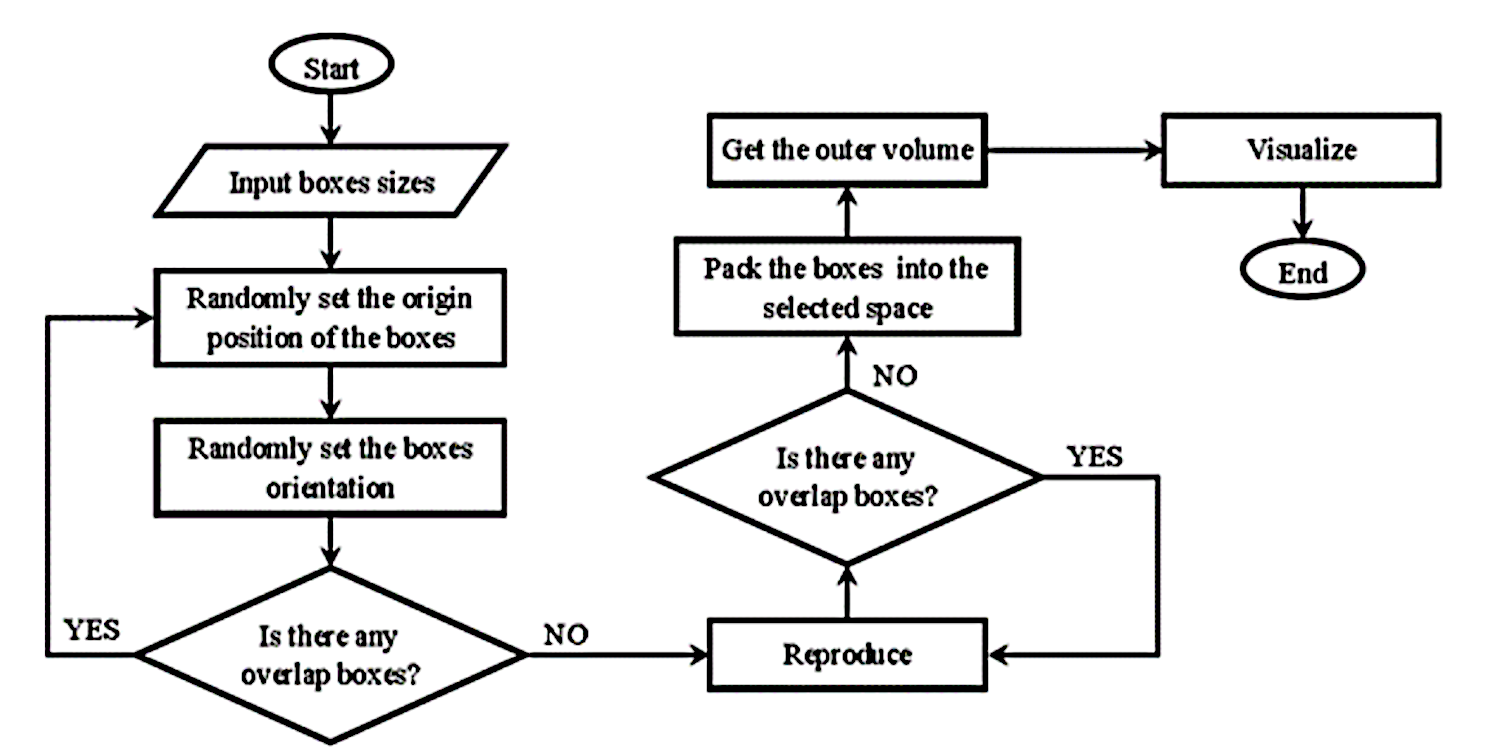 Start
Input boxes sizes
Randomly set the origin
position of the boxes
Randomly set the boxes
orientation
Is there any
overlap boxes?
YES
NO
Reproduce
Is there any
overlap boxes?
YES
NO
Pack the boxes into the
selected space
Get the outer volume
Visualize
End